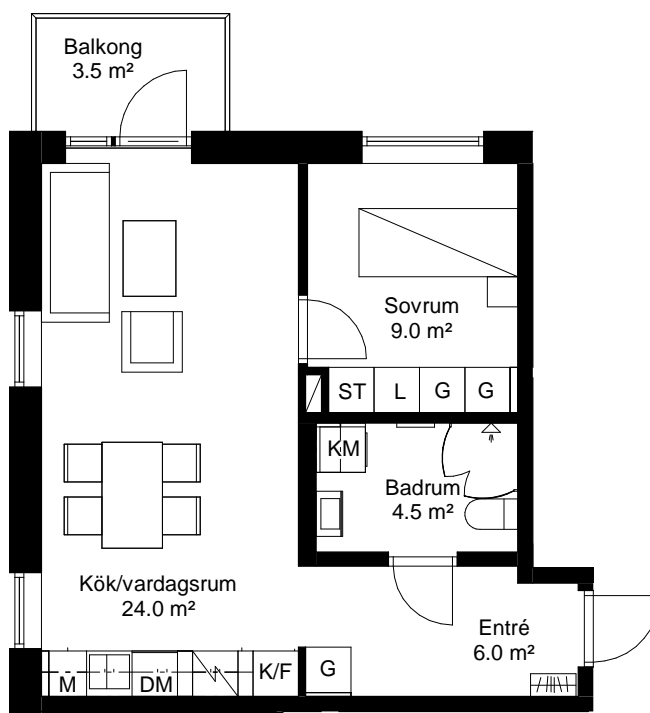 Balkong
3.5 m²
Sovrum
9.0 m²
ST L G G
KM
Badrum
4.5 m²
Kök/vardagsrum
24.0 m²
Entré
6.0 m²
M DM K/F G